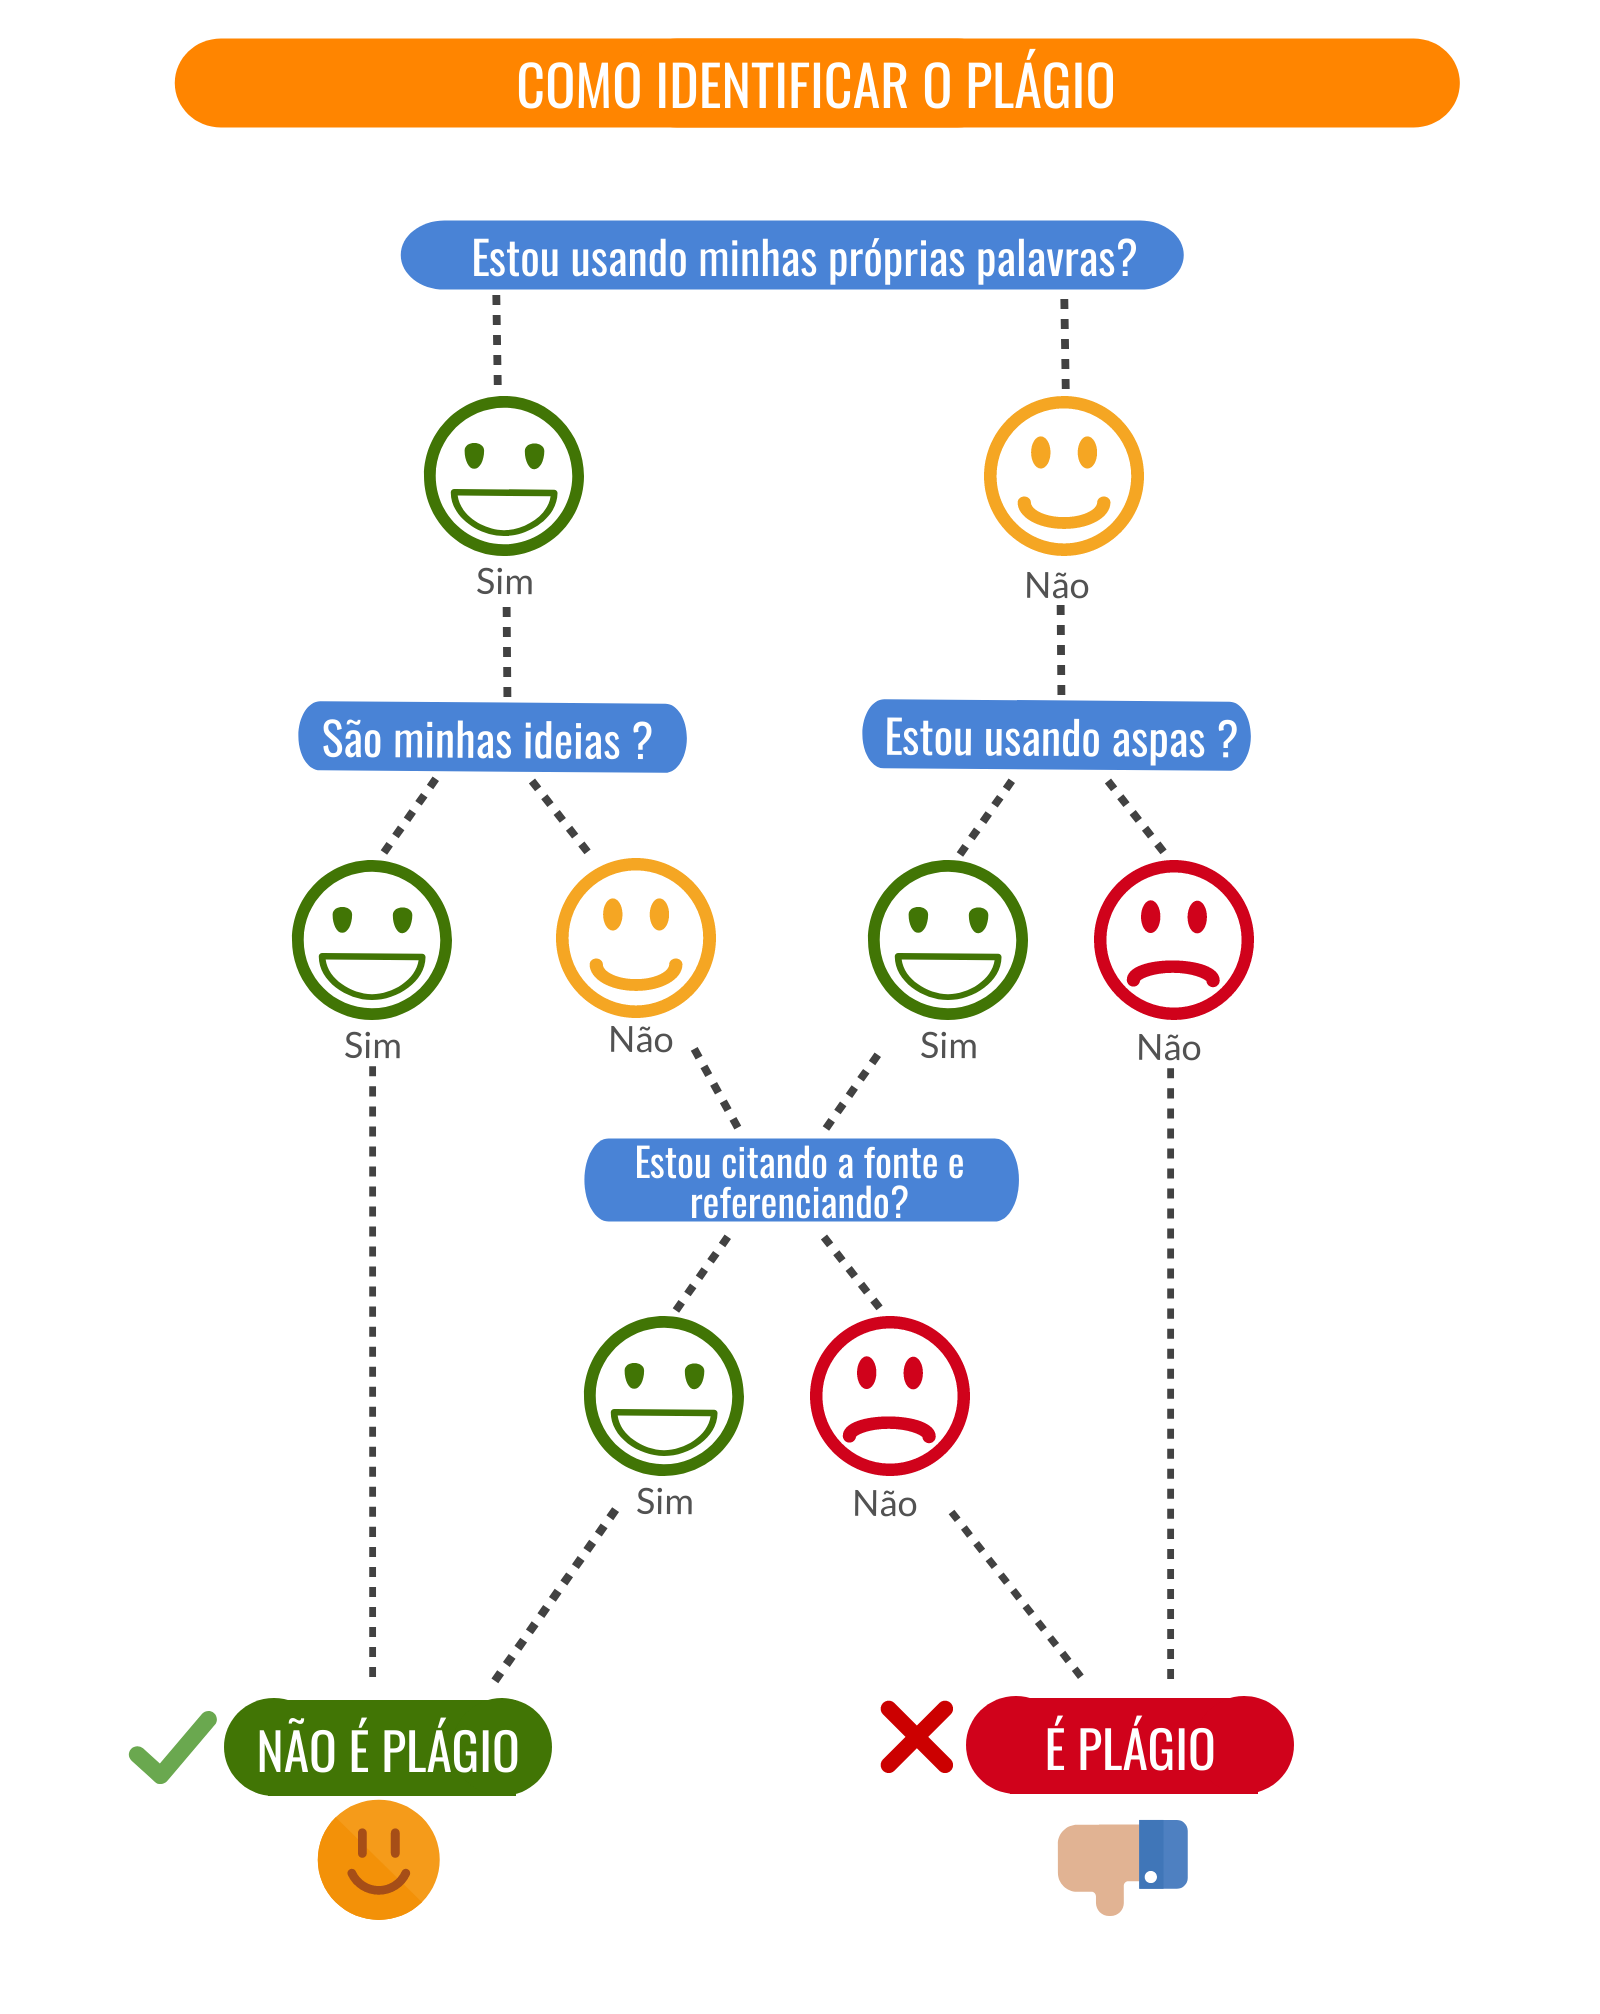 COMO IDENTIFICAR O PLÁGIO
Estou usando minhas próprias palavras?
Sim
Não
São minhas ideias ?
Estou usando aspas ?
Sim
Não
Sim
Não
Estou citando a fonte e
referenciando?
Sim
Não
NÃO É PLÁGIO
É PLÁGIO